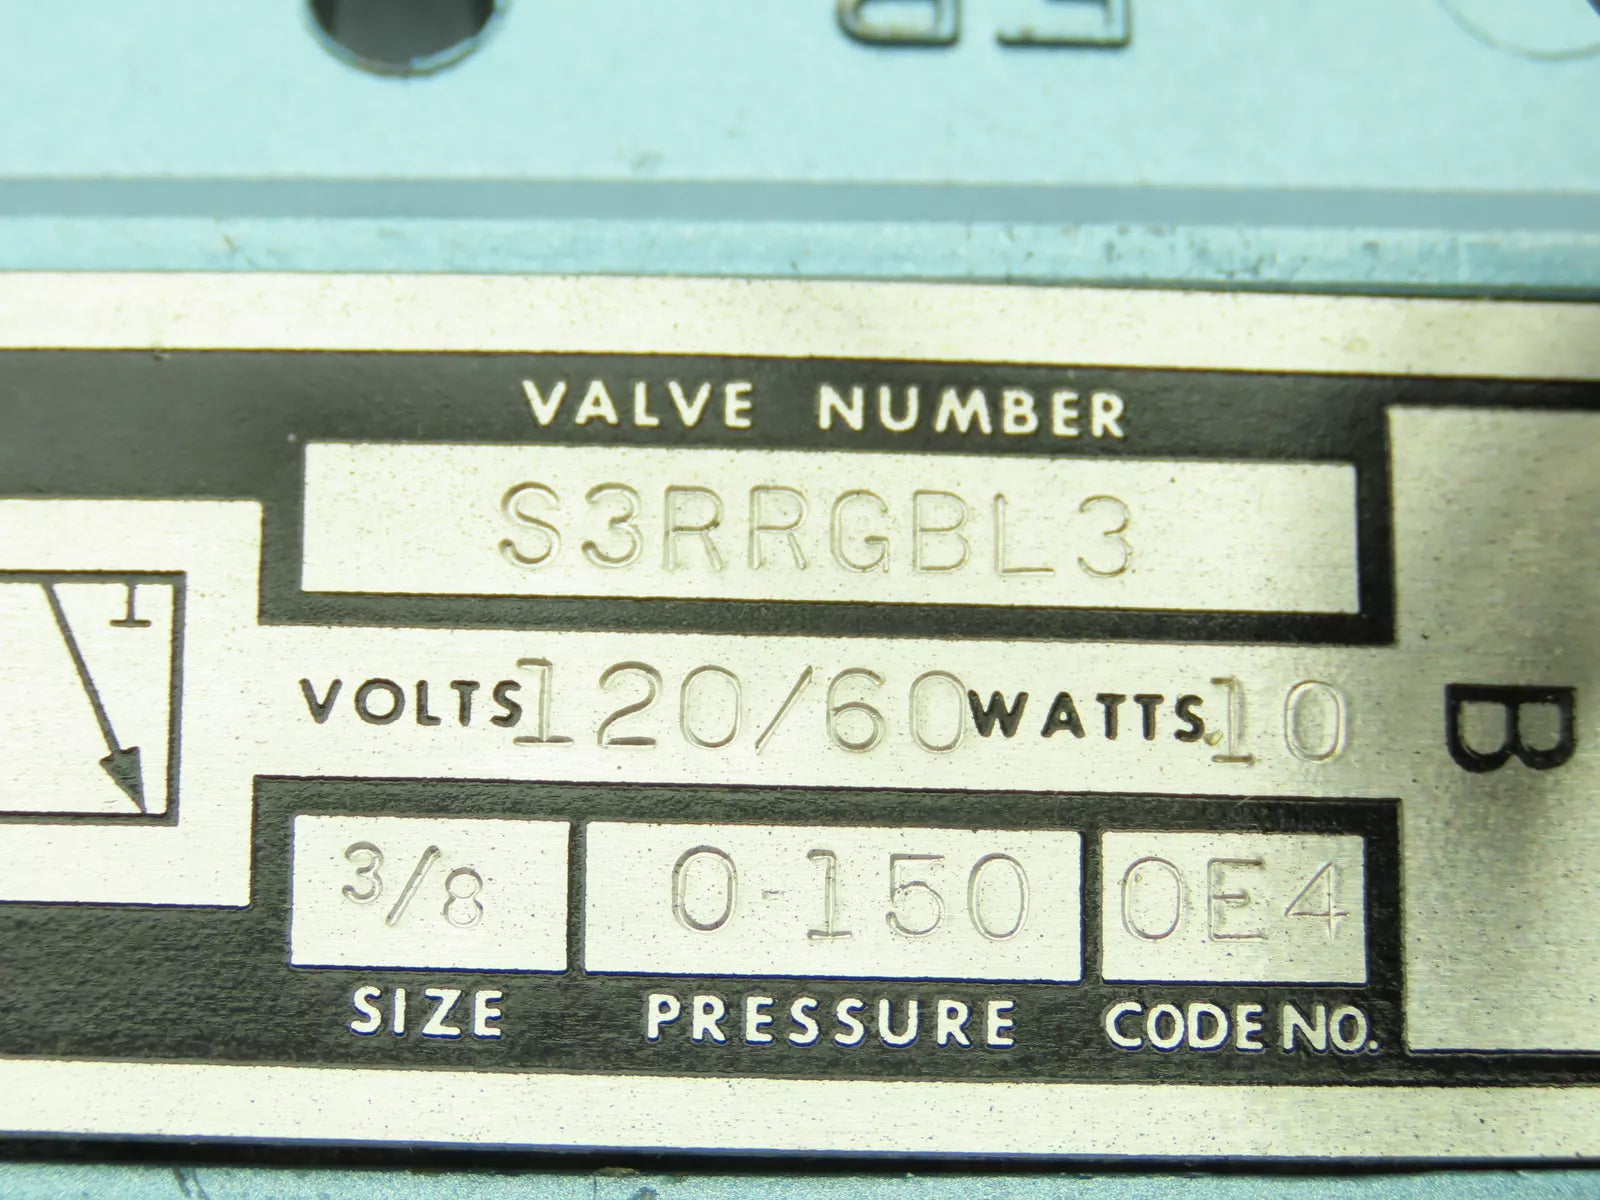 VALVE NUMBER
S3RRGBL3
VOLTS 120/60 WATTS 10
B
3/8 0-150 0E4
SIZE PRESSURE CODE NO.